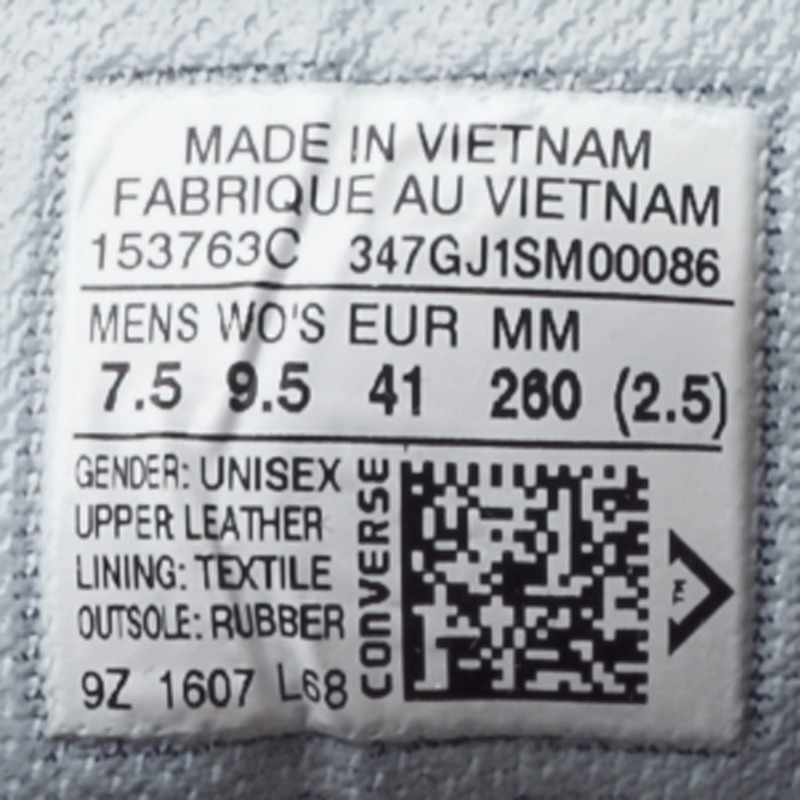 MADE IN VIETNAM
FABRIQUE AU VIETNAM
153763C 347GJ1SM00086
MENS WO'S EUR MM
7.5 9.5 41 260 (2.5)
GENDER: UNISEX
UPPER LEATHER
LINING: TEXTILE
OUTSOLE: RUBBER
9Z 1607 L68
CONVERSE
TM